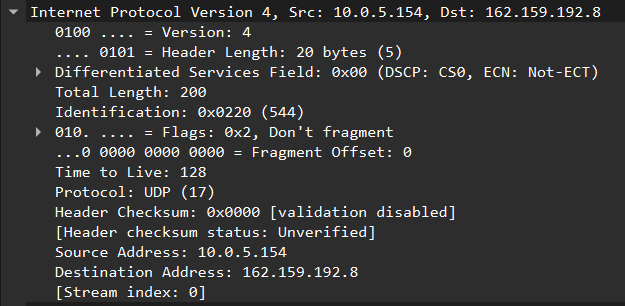 Internet Protocol Version 4, Src: 10.0.5.154, Dst: 162.159.192.8
0100 .... = Version: 4
.... 0101 = Header Length: 20 bytes (5)
Differentiated Services Field: 0x00 (DSCP: CS0, ECN: Not-ECT)
Total Length: 200
Identification: 0x0220 (544)
010. .... = Flags: 0x2, Don't fragment
...0 0000 0000 0000 = Fragment Offset: 0
Time to Live: 128
Protocol: UDP (17)
Header Checksum: 0x0000 [validation disabled]
[Header checksum status: Unverified]
Source Address: 10.0.5.154
Destination Address: 162.159.192.8
[Stream index: 0]